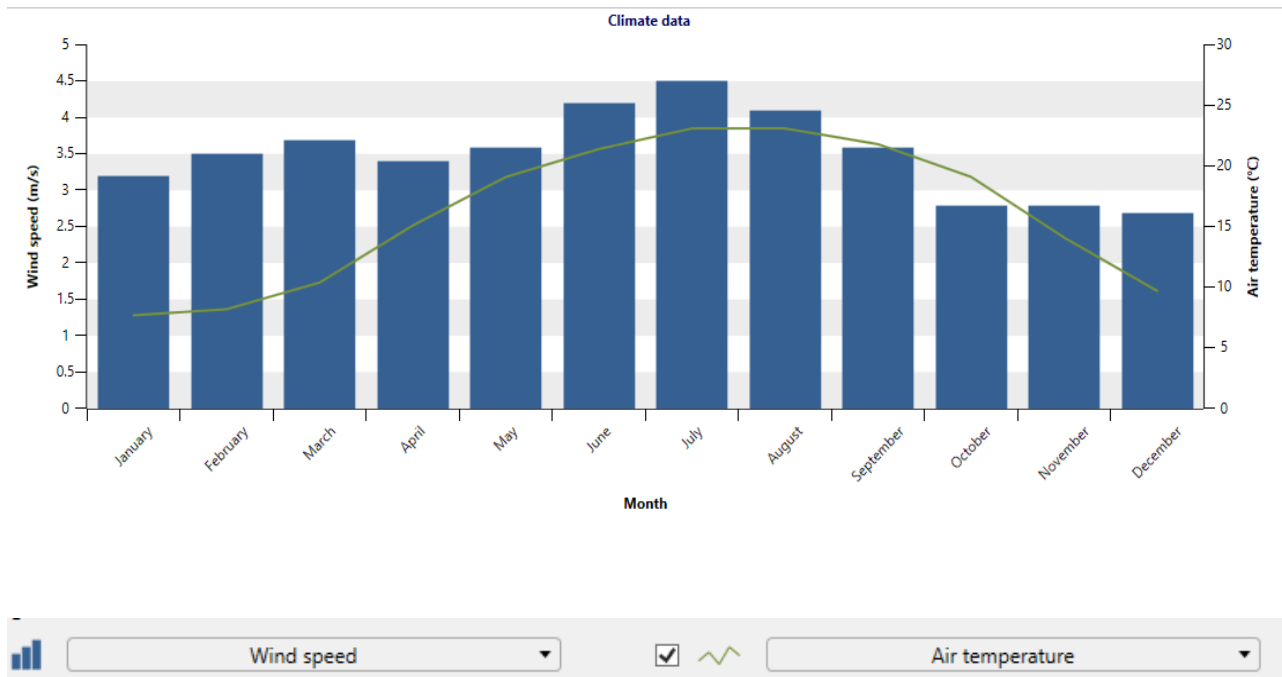 Climate data
Wind speed (m/s)
5
4.5
4
3.5
3
2.5
2
1.5
1
0.5
0
30
25
20
15
10
5
0
Air temperature (°C)
January
February
March
April
May
June
July
August
September
October
November
December
Month
Wind speed
Air temperature